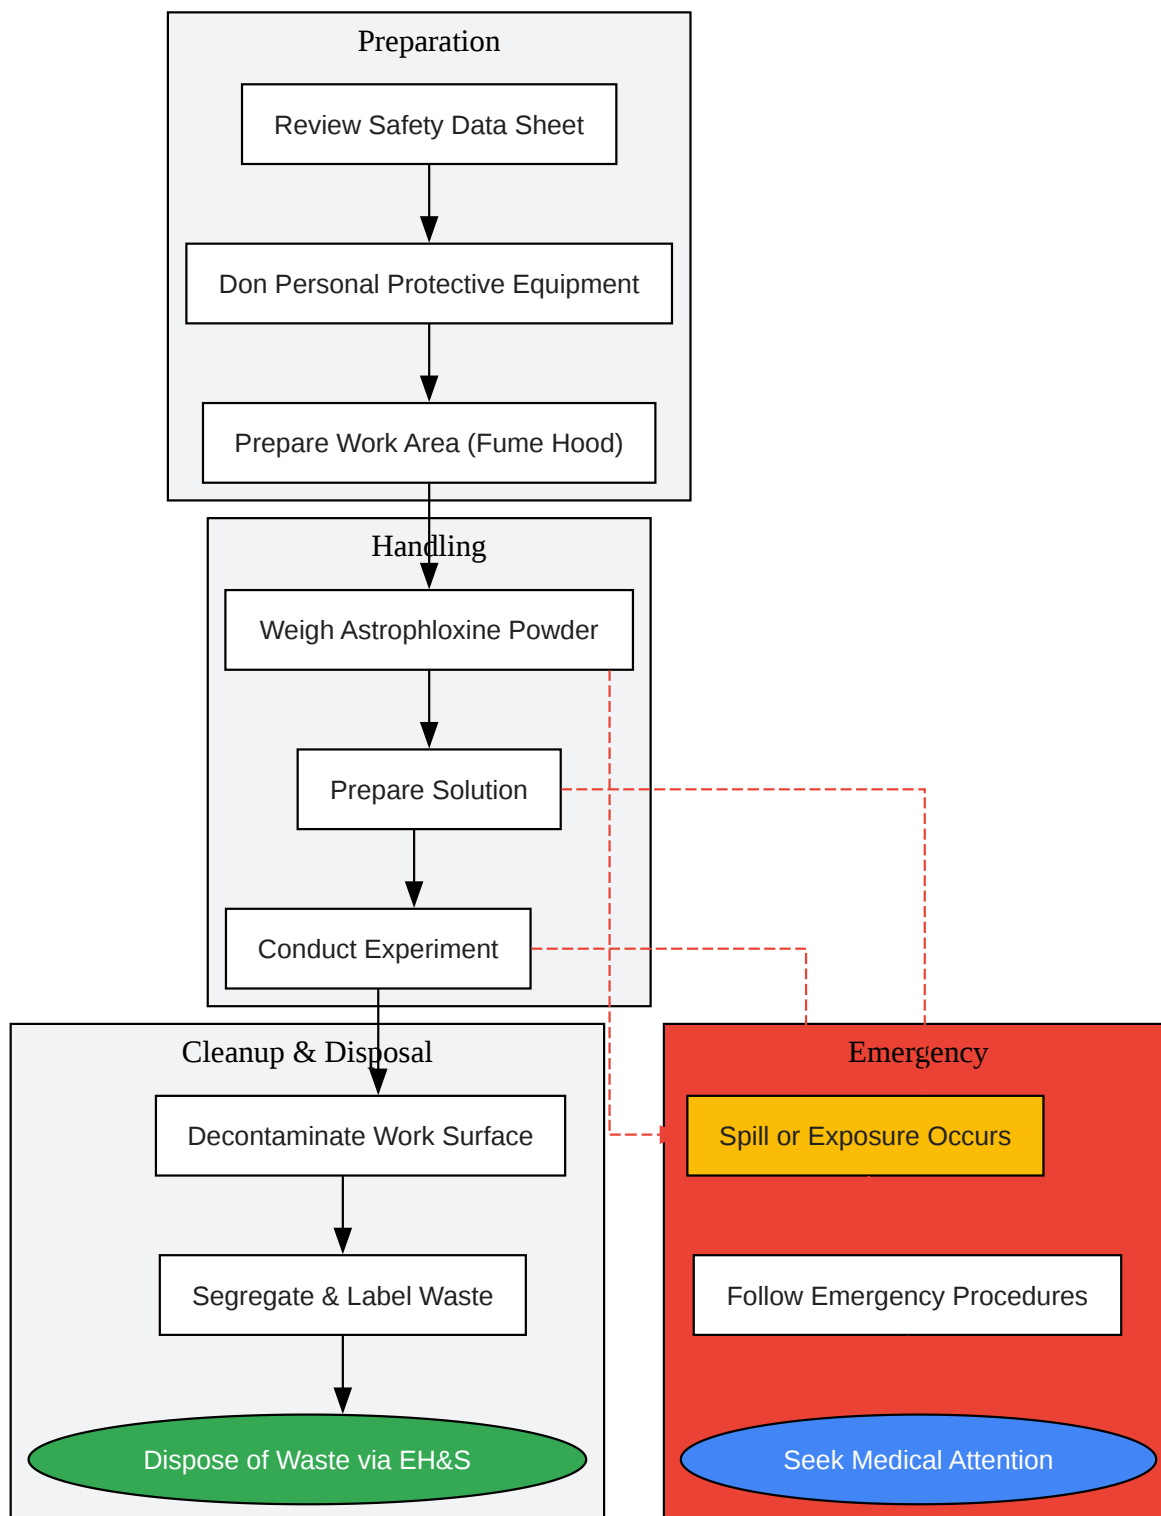 Preparation
Review Safety Data Sheet
Don Personal Protective Equipment
Prepare Work Area (Fume Hood)
Handling
Weigh Astrophloxine Powder
Prepare Solution
Conduct Experiment
Cleanup & Disposal
Decontaminate Work Surface
Segregate & Label Waste
Dispose of Waste via EH&S
Emergency
Spill or Exposure Occurs
Follow Emergency Procedures
Seek Medical Attention